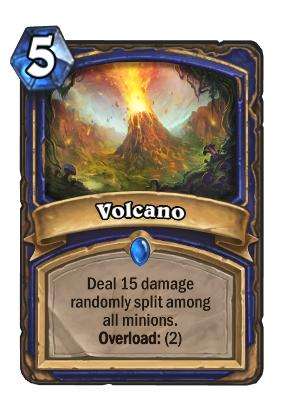 5
Volcano
Deal 15 damage
randomly split among
all minions.
Overload: (2)